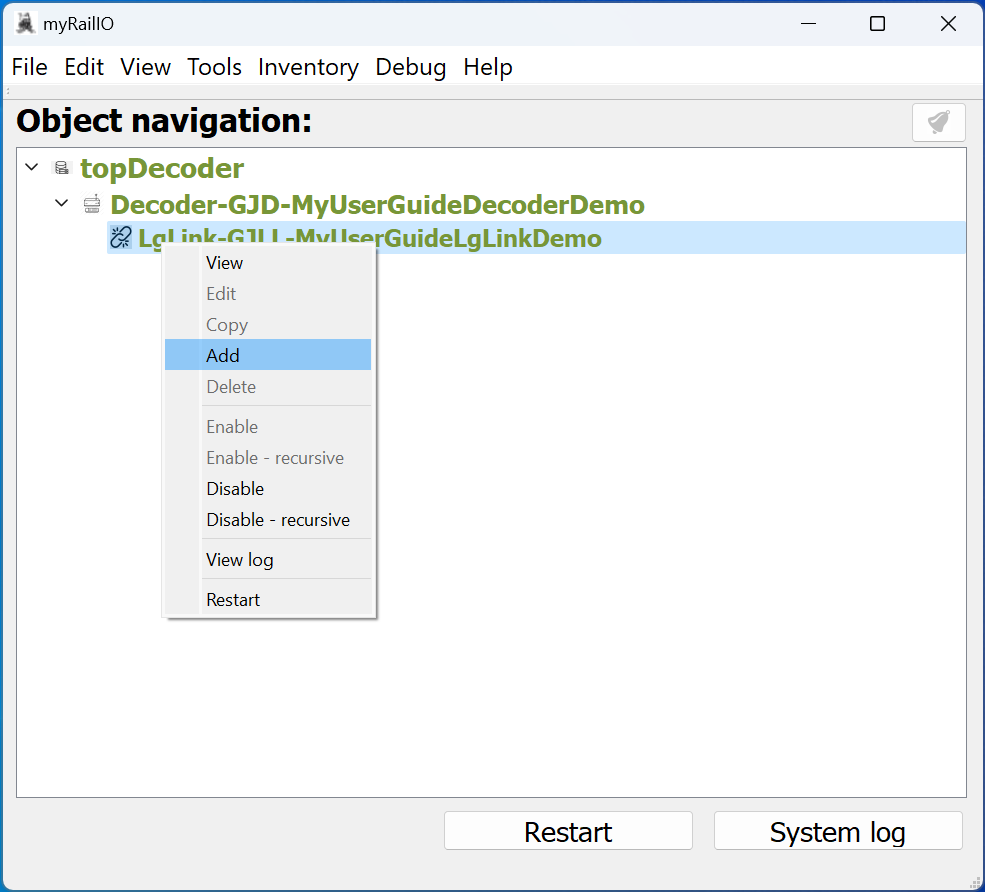 myRailIO
File Edit View Tools Inventory Debug Help
Object navigation:
topDecoder
Decoder-GJD-MyUserGuideDecoderDemo
LgLink-GJLL-MyUserGuideLgLinkDemo
View
Edit
Copy
Add
Delete
Enable
Enable - recursive
Disable
Disable - recursive
View log
Restart
Restart System log